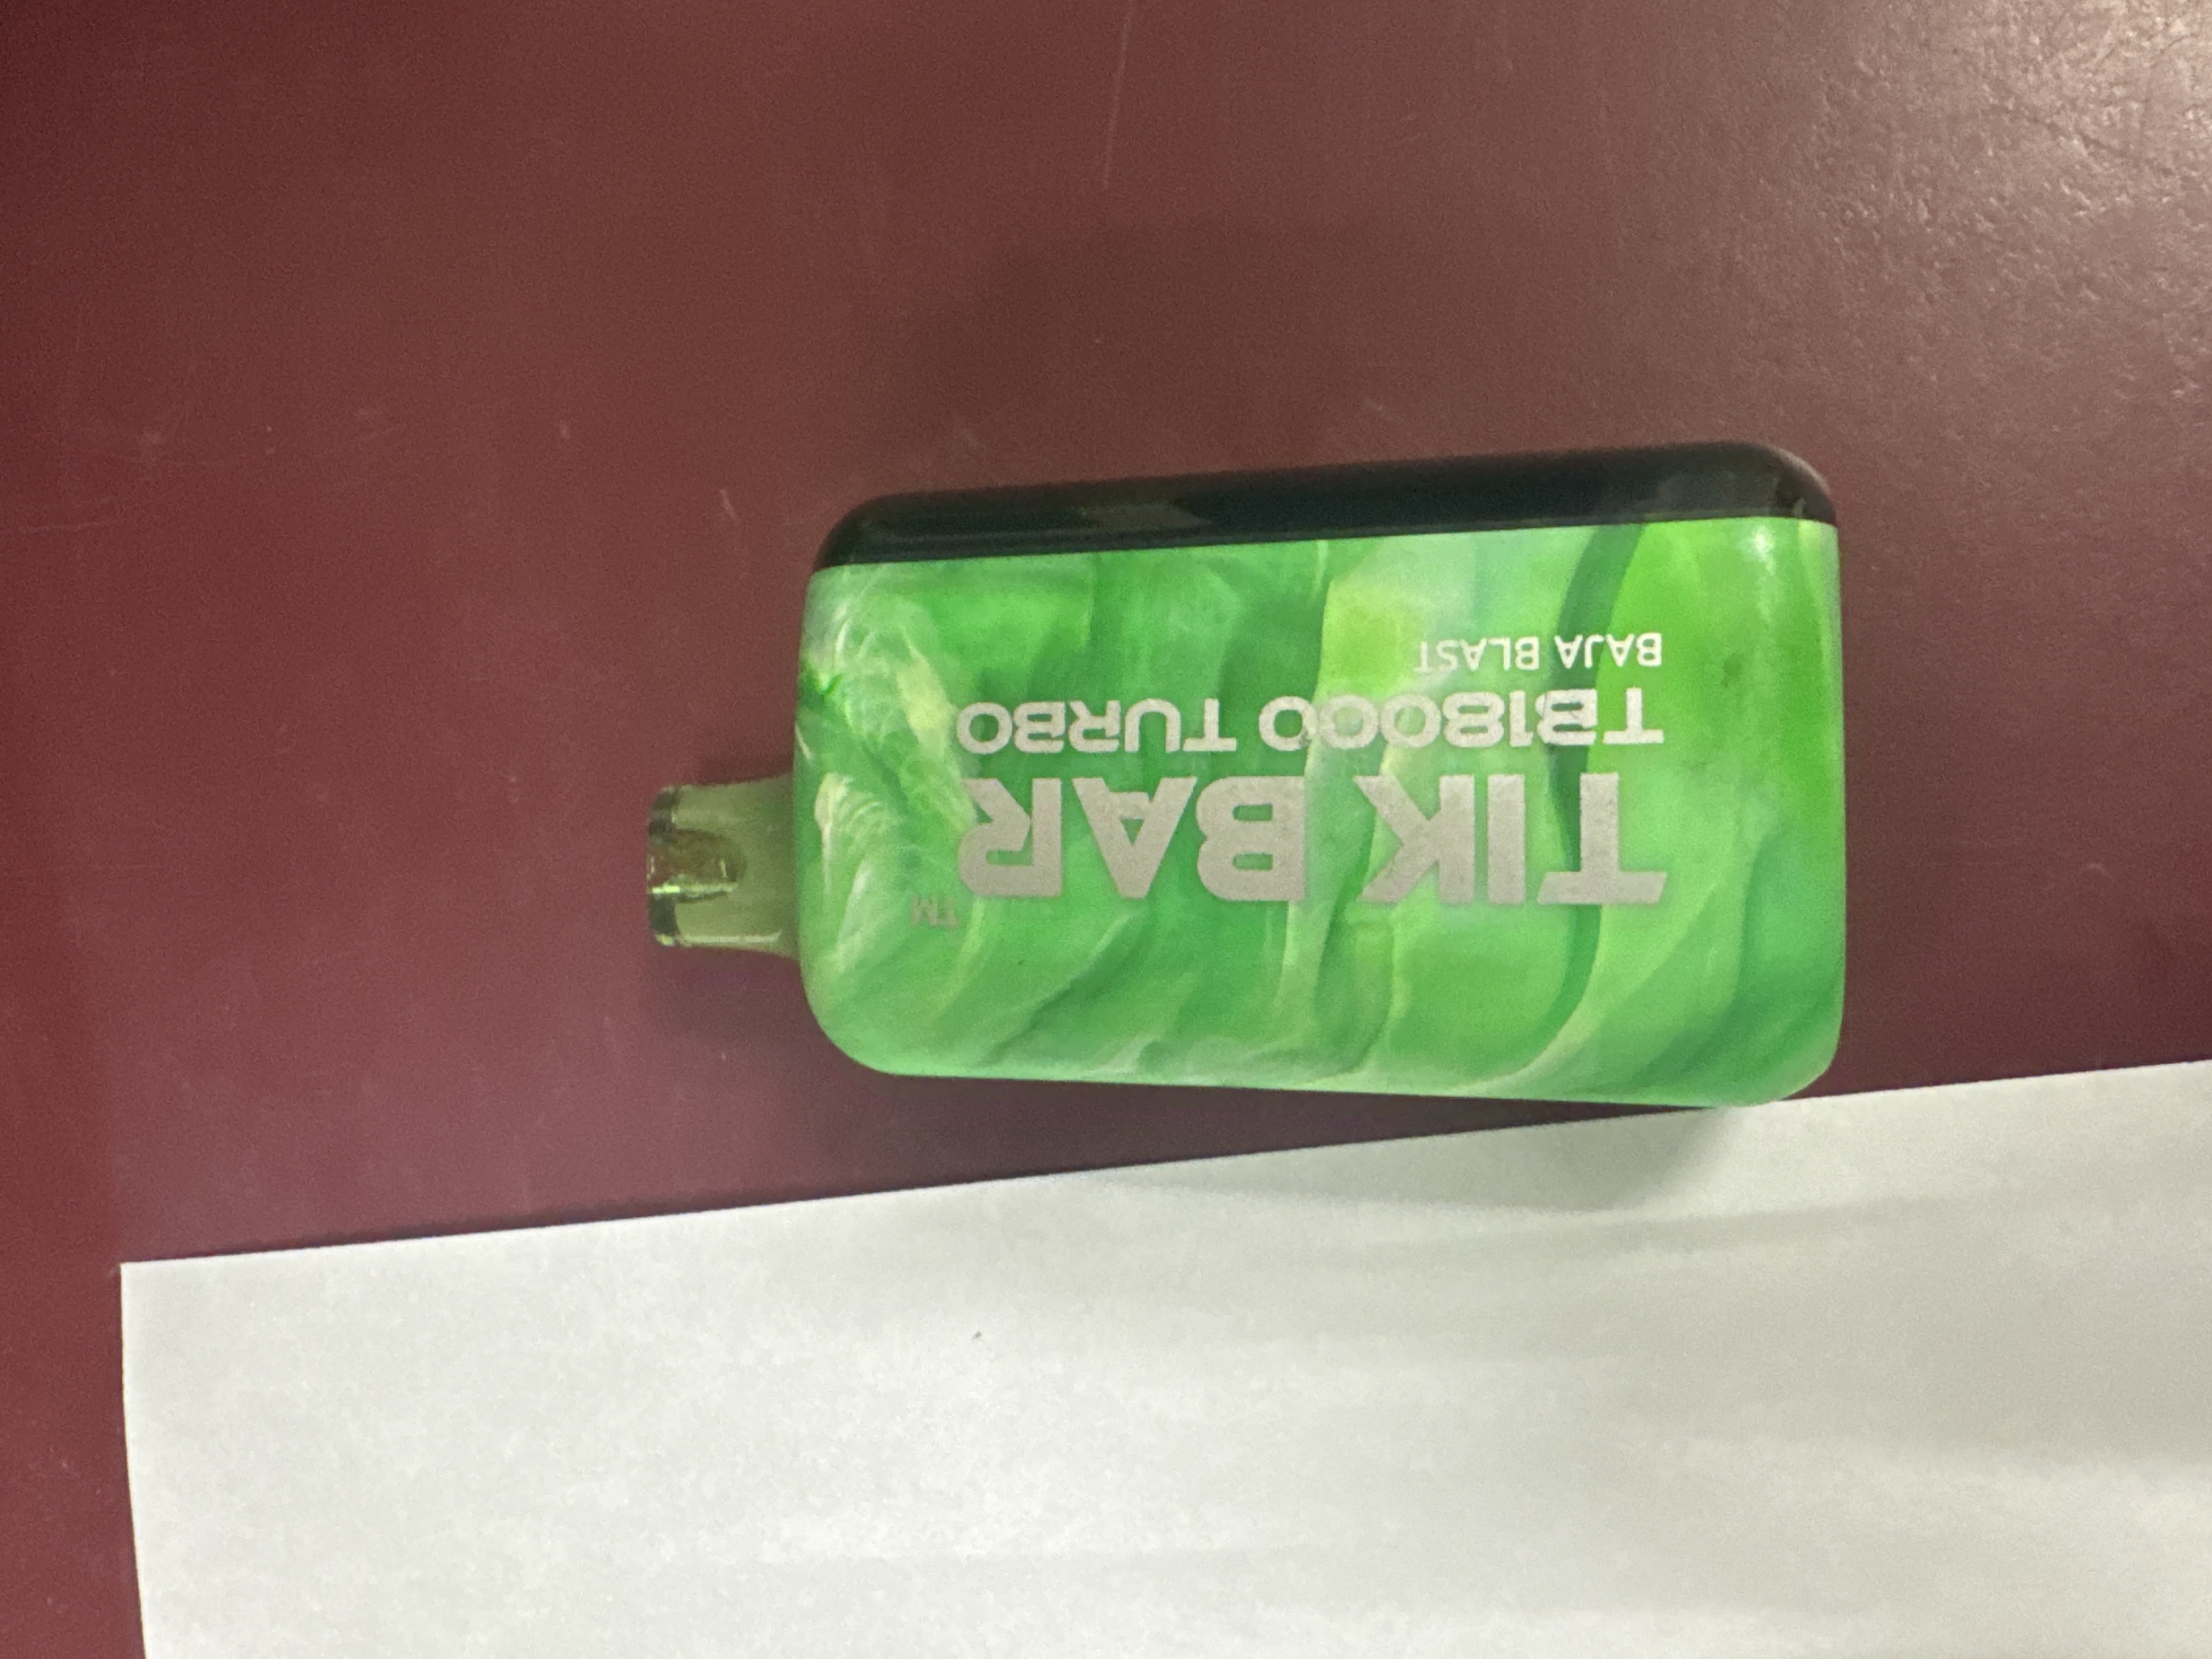 TIK BAR™
TB18000 TURBO
BAJA BLAST